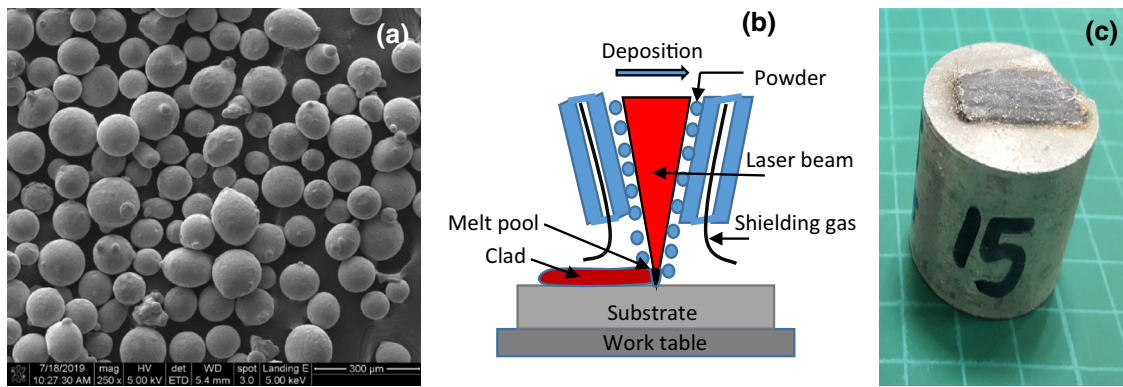 (a)
7/18/2019 mag HV det WD spot Landing E
10:27:30 AM 250 x 5.00 kV ETD 5.4 mm 3.0 5.00 keV
300 µm
(b)
Deposition
Powder
Laser beam
Melt pool
Shielding gas
Clad
Substrate
Work table
(c)
15